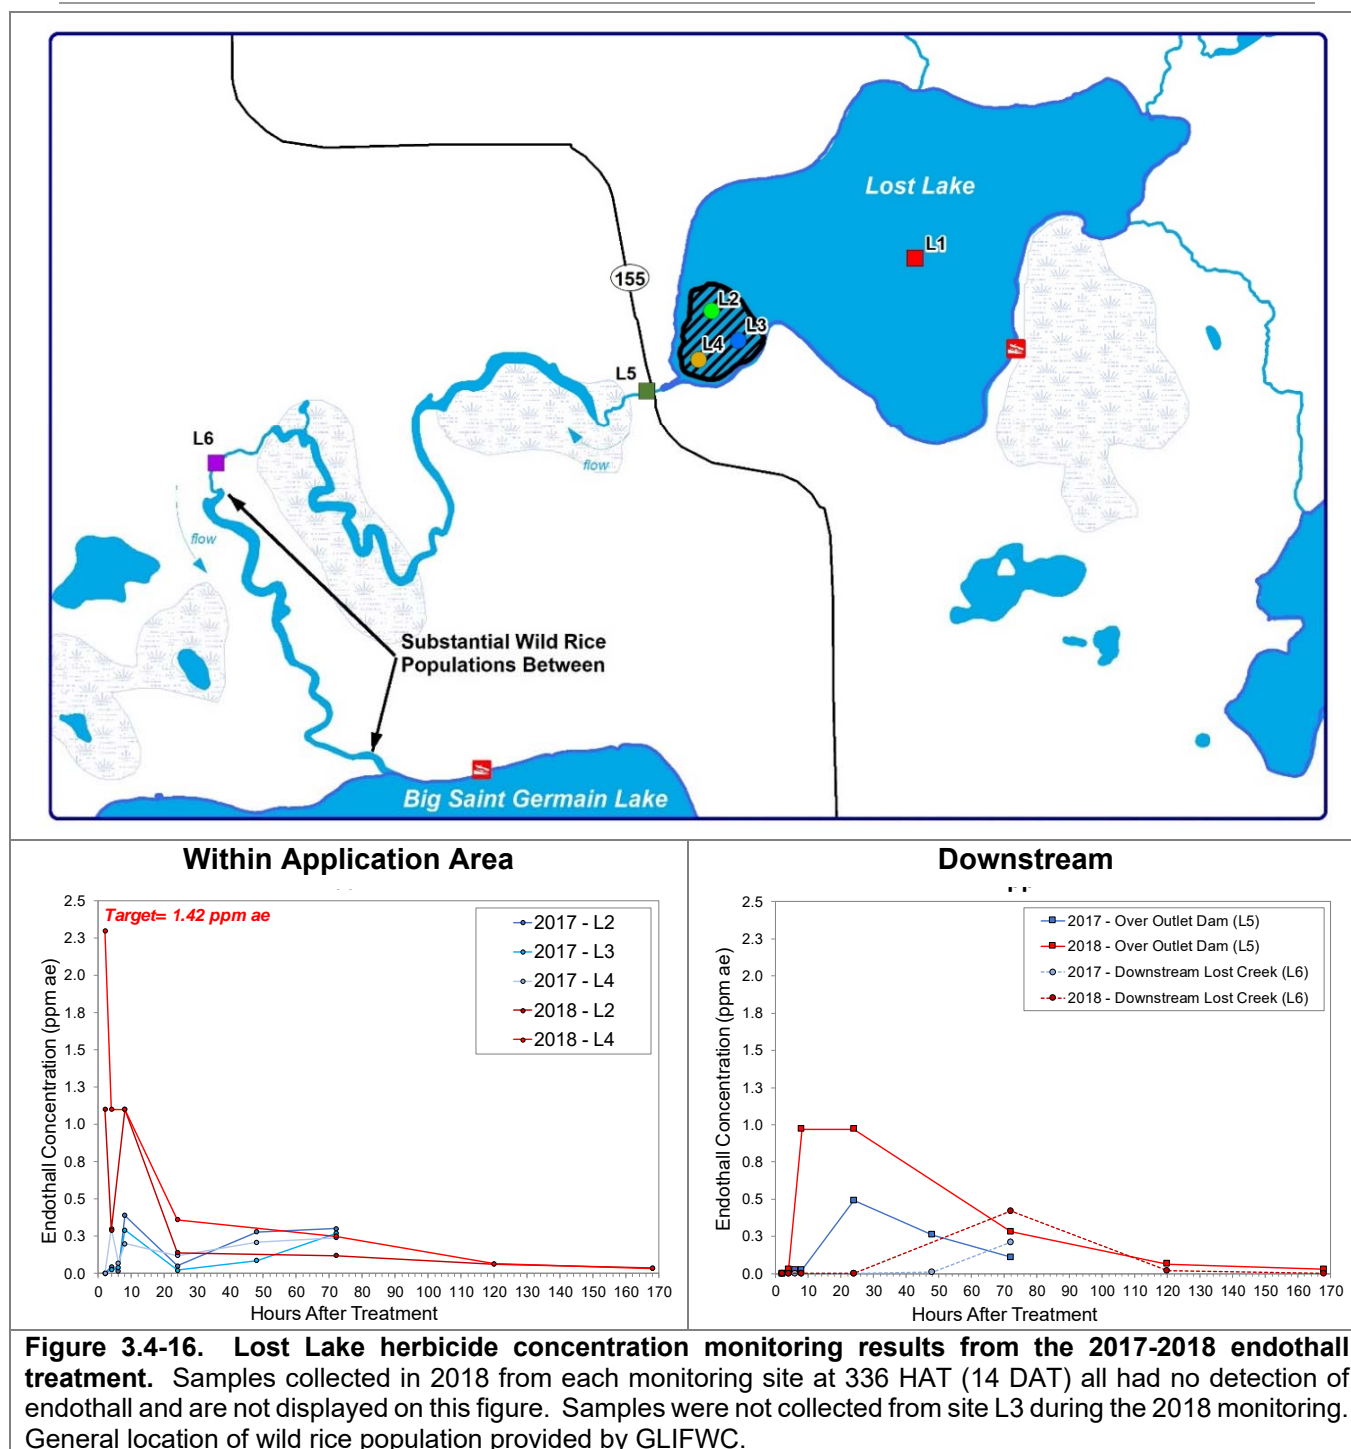 Lost Lake
L1
155
L2
L3
L4
L5
flow
L6
flow
Substantial Wild Rice
Populations Between
Big Saint Germain Lake
Within Application Area
2.5
2.3
2.0
1.8
1.5
1.3
1.0
0.8
0.5
0.3
0.0
Endothall Concentration (ppm ae)
Target= 1.42 ppm ae
2017 - L2
2017 - L3
2017 - L4
2018 - L2
2018 - L4
0 10 20 30 40 50 60 70 80 90 100 110 120 130 140 150 160 170
Hours After Treatment
Downstream
2.5
2.3
2.0
1.8
1.5
1.3
1.0
0.8
0.5
0.3
0.0
Endothall Concentration (ppm ae)
2017 - Over Outlet Dam (L5)
2018 - Over Outlet Dam (L5)
2017 - Downstream Lost Creek (L6)
2018 - Downstream Lost Creek (L6)
0 10 20 30 40 50 60 70 80 90 100 110 120 130 140 150 160 170
Hours After Treatment
Figure 3.4-16. Lost Lake herbicide concentration monitoring results from the 2017-2018 endothall
treatment. Samples collected in 2018 from each monitoring site at 336 HAT (14 DAT) all had no detection of
endothall and are not displayed on this figure. Samples were not collected from site L3 during the 2018 monitoring.
General location of wild rice population provided by GLIFWC.